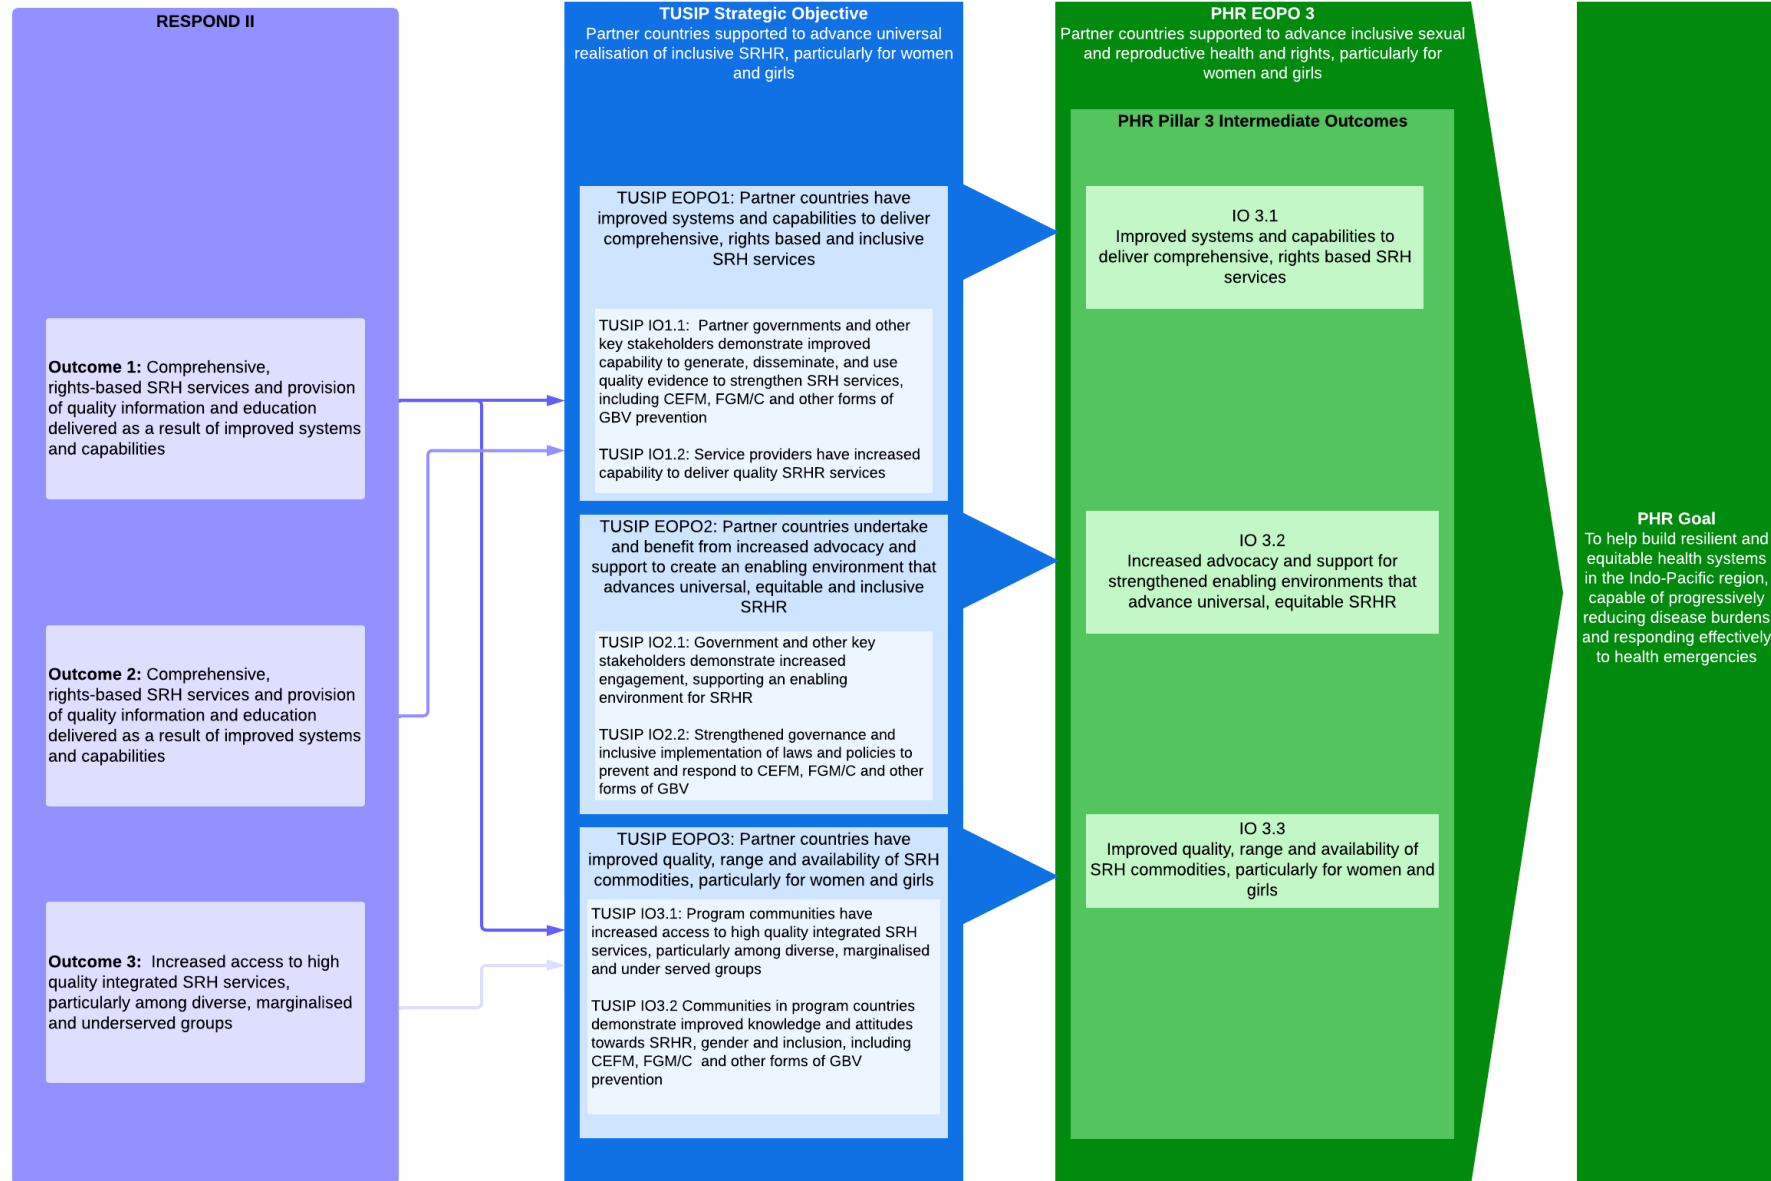 RESPOND II
Outcome 1: Comprehensive,
rights-based SRH services and provision
of quality information and education
delivered as a result of improved systems
and capabilities
Outcome 2: Comprehensive,
rights-based SRH services and provision
of quality information and education
delivered as a result of improved systems
and capabilities
Outcome 3: Increased access to high
quality integrated SRH services,
particularly among diverse, marginalised
and underserved groups
TUSIP Strategic Objective
Partner countries supported to advance universal
realisation of inclusive SRHR, particularly for women
and girls
TUSIP EOPO1: Partner countries have
improved systems and capabilities to deliver
comprehensive, rights based and inclusive
SRH services
TUSIP IO1.1: Partner governments and other
key stakeholders demonstrate improved
capability to generate, disseminate, and use
quality evidence to strengthen SRH services,
including CEFM, FGM/C and other forms of
GBV prevention
TUSIP IO1.2: Service providers have increased
capability to deliver quality SRHR services
TUSIP EOPO2: Partner countries undertake
and benefit from increased advocacy and
support to create an enabling environment that
advances universal, equitable and inclusive
SRHR
TUSIP IO2.1: Government and other key
stakeholders demonstrate increased
engagement, supporting an enabling
environment for SRHR
TUSIP IO2.2: Strengthened governance and
inclusive implementation of laws and policies to
prevent and respond to CEFM, FGM/C and other
forms of GBV
TUSIP EOPO3: Partner countries have
improved quality, range and availability of SRH
commodities, particularly for women and girls
TUSIP IO3.1: Program communities have
increased access to high quality integrated SRH
services, particularly among diverse, marginalised
and under served groups
TUSIP IO3.2 Communities in program countries
demonstrate improved knowledge and attitudes
towards SRHR, gender and inclusion, including
CEFM, FGM/C and other forms of GBV
prevention
PHR EOPO 3
Partner countries supported to advance inclusive sexual
and reproductive health and rights, particularly for
women and girls
PHR Pillar 3 Intermediate Outcomes
IO 3.1
Improved systems and capabilities to
deliver comprehensive, rights based SRH
services
IO 3.2
Increased advocacy and support for
strengthened enabling environments that
advance universal, equitable SRHR
IO 3.3
Improved quality, range and availability of
SRH commodities, particularly for women and
girls
PHR Goal
To help build resilient and
equitable health systems
in the Indo-Pacific region,
capable of progressively
reducing disease burdens
and responding effectively
to health emergencies